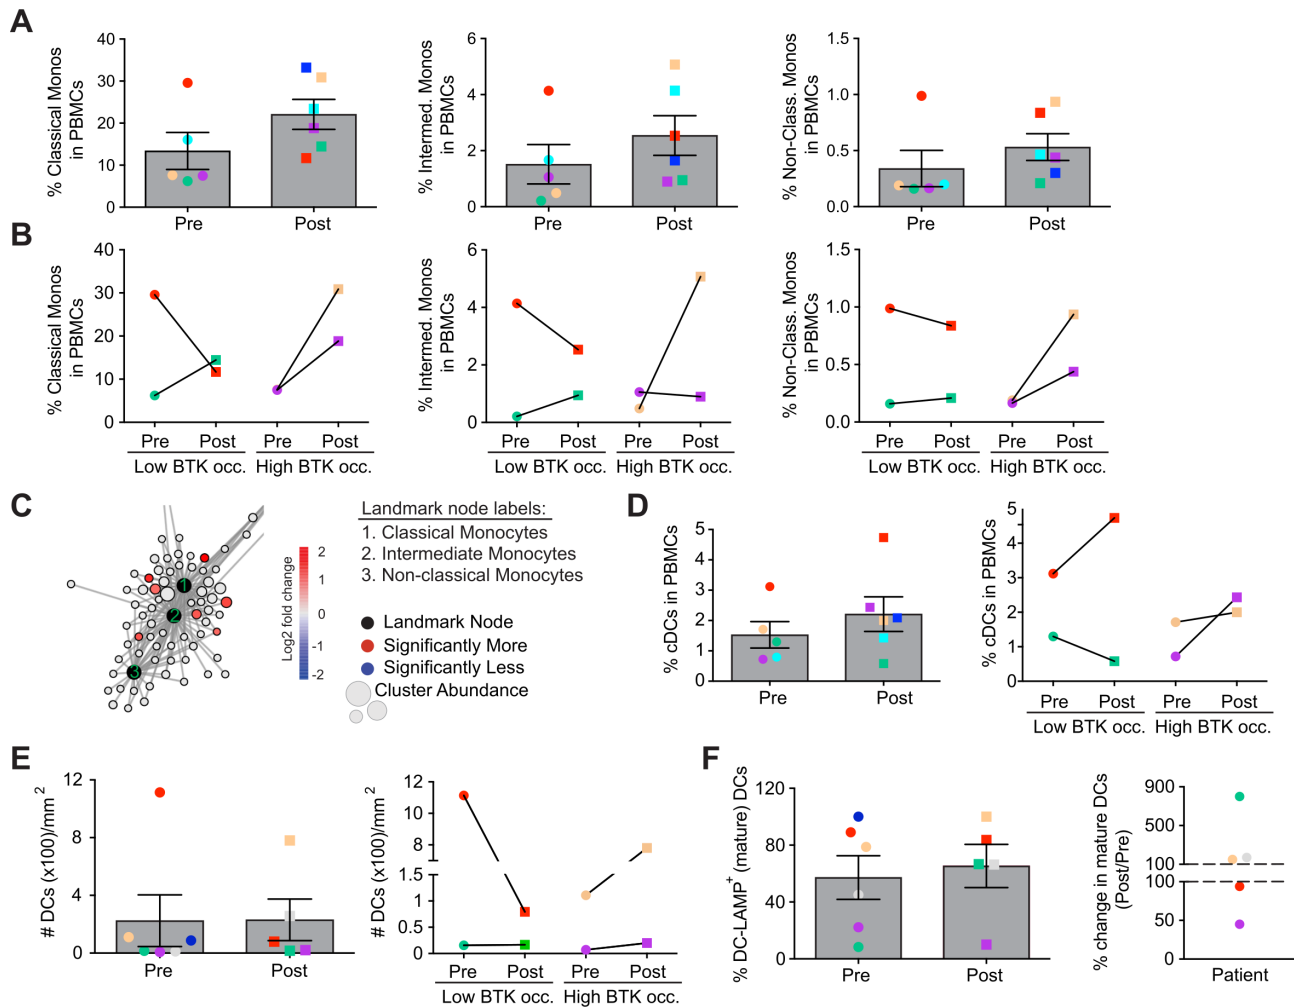 A
% Classical Monos
in PBMCs
40
30
20
10
0
Pre
Post
% Intermed. Monos
in PBMCs
6
4
2
0
Pre
Post
% Non-Class. Monos
in PBMCs
1.5
1.0
0.5
0.0
Pre
Post
B
% Classical Monos
in PBMCs
40
30
20
10
0
Pre Post Pre Post
Low BTK occ. High BTK occ.
% Intermed. Monos
in PBMCs
6
4
2
0
Pre Post Pre Post
Low BTK occ. High BTK occ.
% Non-Class. Monos
in PBMCs
1.5
1.0
0.5
0.0
Pre Post Pre Post
Low BTK occ. High BTK occ.
C
1
2
3
Log2 fold change
2
1
0
-1
-2
Landmark node labels:
1. Classical Monocytes
2. Intermediate Monocytes
3. Non-classical Monocytes
Landmark Node
Significantly More
Significantly Less
Cluster Abundance
D
% cDCs in PBMCs
5
4
3
2
1
0
Pre
Post
% cDCs in PBMCs
5
4
3
2
1
0
Pre Post Pre Post
Low BTK occ. High BTK occ.
E
# DCs (x100)/mm²
12
8
4
0
Pre
Post
# DCs (x100)/mm²
12
10
8
6
1.5
1
0.5
0
Pre Post Pre Post
Low BTK occ. High BTK occ.
F
% DC-LAMP⁺ (mature) DCs
120
80
40
0
Pre
Post
% change in mature DCs
(Post/Pre)
900
500
100
100
50
0
Patient